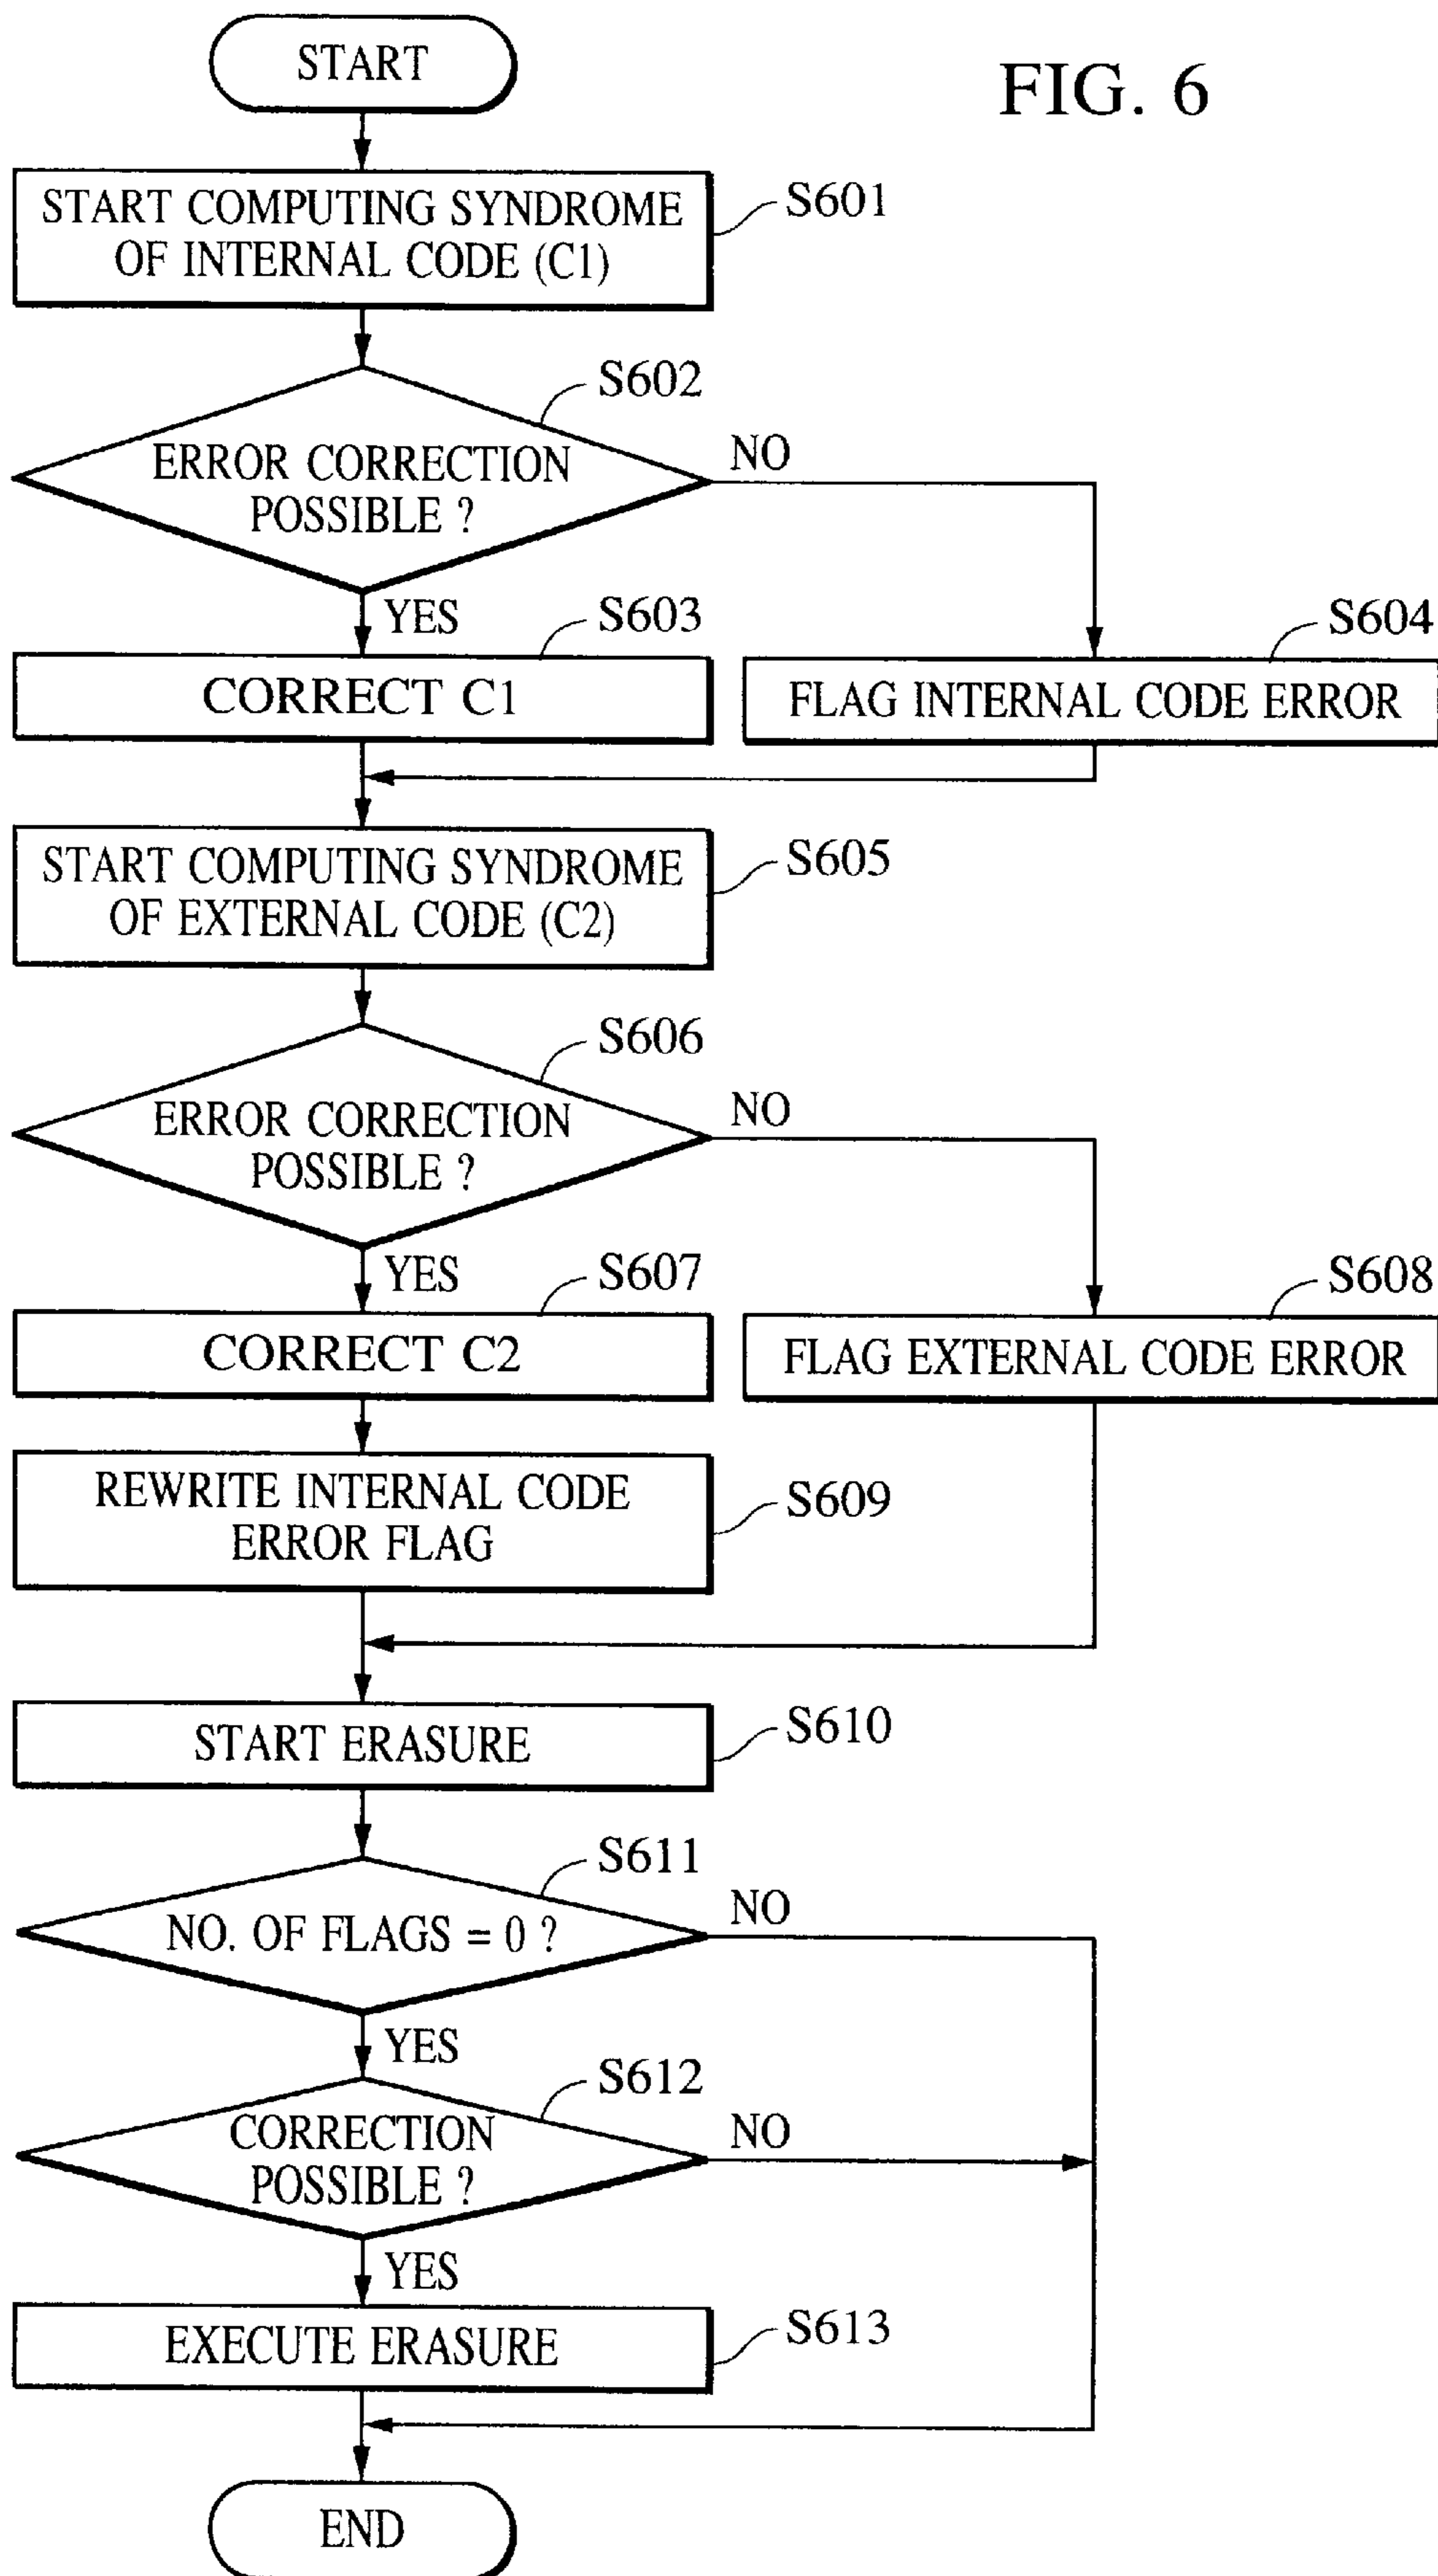 START
FIG. 6
START COMPUTING SYNDROME
OF INTERNAL CODE (C1)
S601
S602
ERROR CORRECTION
POSSIBLE ?
NO
YES
S603
S604
CORRECT C1
FLAG INTERNAL CODE ERROR
START COMPUTING SYNDROME
OF EXTERNAL CODE (C2)
S605
S606
ERROR CORRECTION
POSSIBLE ?
NO
YES
S607
S608
CORRECT C2
FLAG EXTERNAL CODE ERROR
REWRITE INTERNAL CODE
ERROR FLAG
S609
START ERASURE
S610
S611
NO. OF FLAGS = 0 ?
NO
YES
S612
CORRECTION
POSSIBLE ?
NO
YES
EXECUTE ERASURE
S613
END